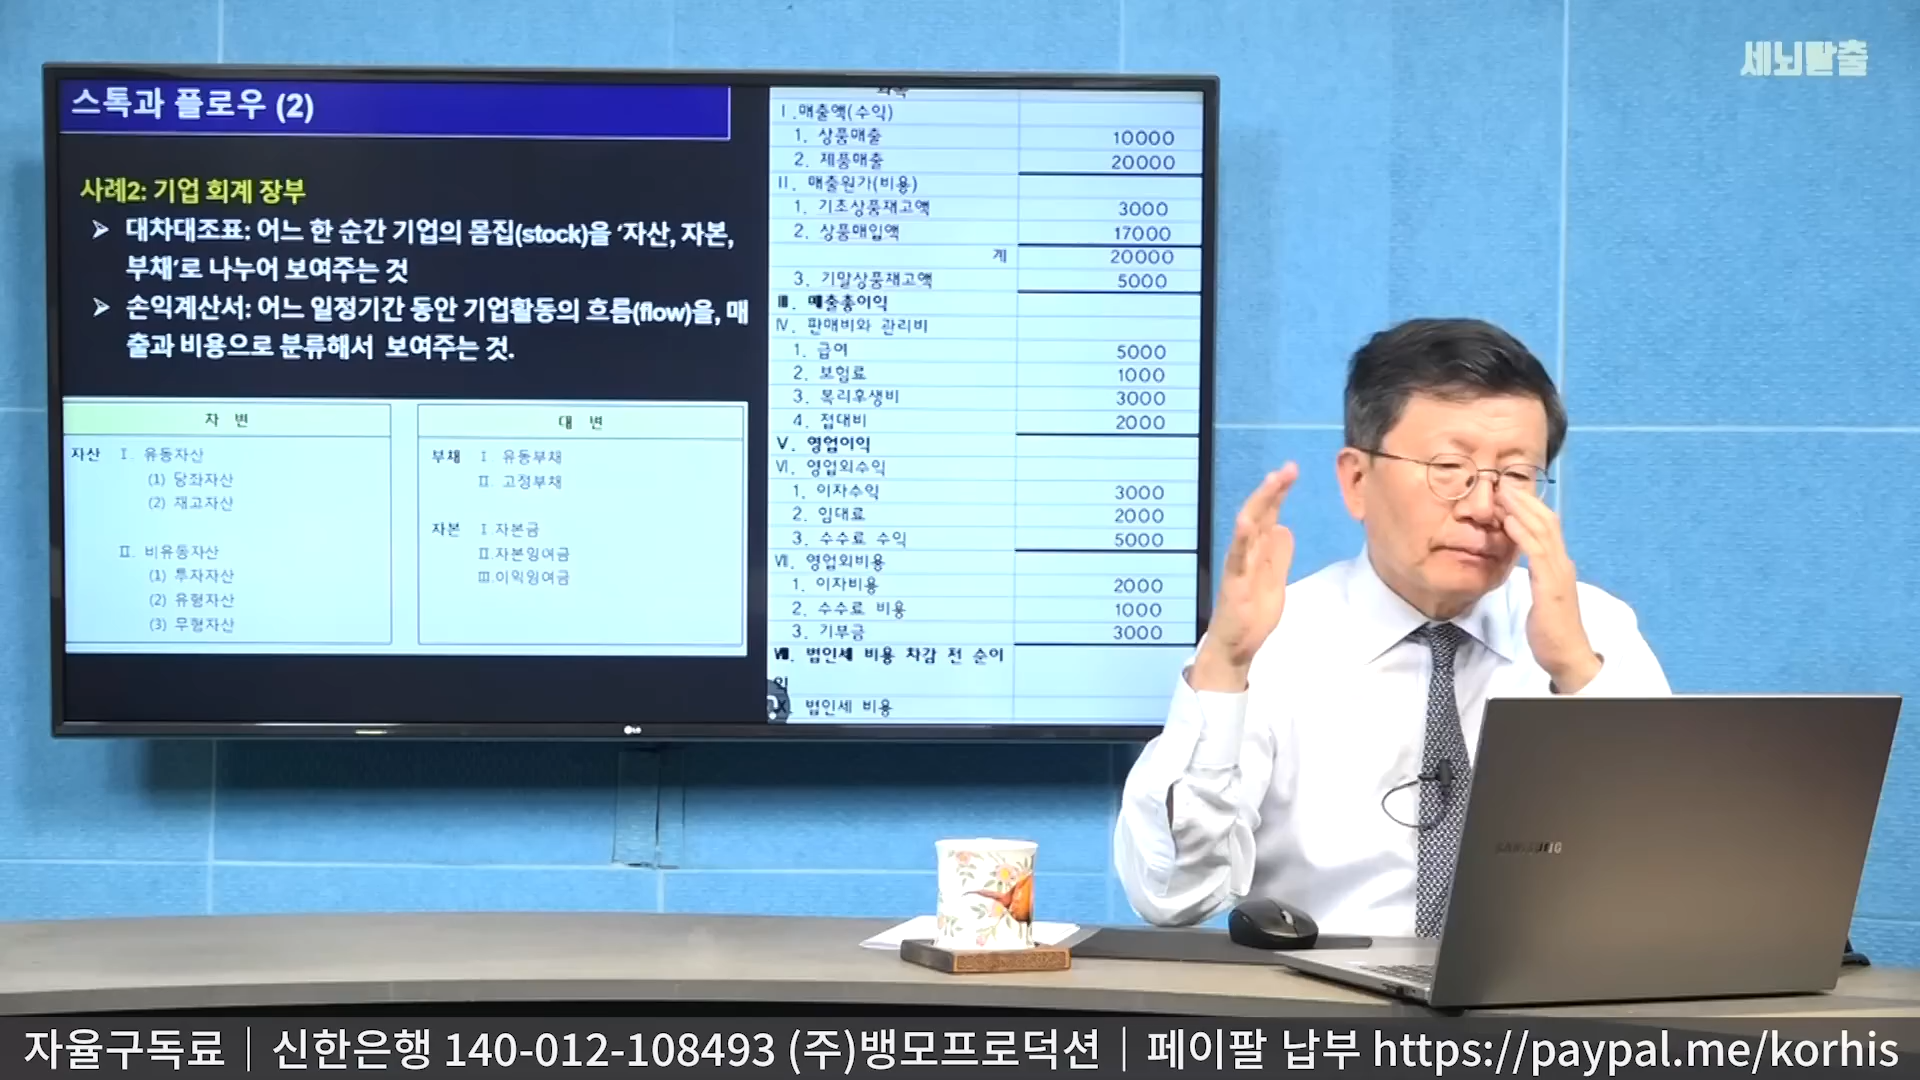 세뇌탈출
스톡과 플로우 (2)
사례2: 기업 회계 장부
➢ 대차대조표: 어느 한 순간 기업의 몸집(stock)을 ‘자산, 자본,
부채’로 나누어 보여주는 것
➢ 손익계산서: 어느 일정기간 동안 기업활동의 흐름(flow)을, 매
출과 비용으로 분류해서 보여주는 것.
차 변
자산 Ⅰ. 유동자산
(1) 당좌자산
(2) 재고자산
Ⅱ. 비유동자산
(1) 투자자산
(2) 유형자산
(3) 무형자산
대 변
부채 Ⅰ 유동부채
Ⅱ. 고정부채
자본 Ⅰ.자본금
Ⅱ.자본잉여금
Ⅲ.이익잉여금
Ⅰ.매출액(수익)
1. 상품매출 10000
2. 제품매출 20000
Ⅱ. 매출원가(비용)
1. 기초상품재고액 3000
2. 상품매입액 17000
계 20000
3. 기말상품재고액 5000
Ⅲ. 매출총이익
Ⅳ. 판매비와 관리비
1. 급여 5000
2. 보험료 1000
3. 복리후생비 3000
4. 접대비 2000
Ⅴ. 영업이익
Ⅵ. 영업외수익
1. 이자수익 3000
2. 임대료 2000
3. 수수료 수익 5000
Ⅶ. 영업외비용
1. 이자비용 2000
2. 수수료 비용 1000
3. 기부금 3000
Ⅷ. 법인세 비용 차감 전 순이
익
법인세 비용
LG
SAMSUNG
자율구독료｜신한은행 140-012-108493 (주)뱅모프로덕션｜페이팔 납부 https://paypal.me/korhis